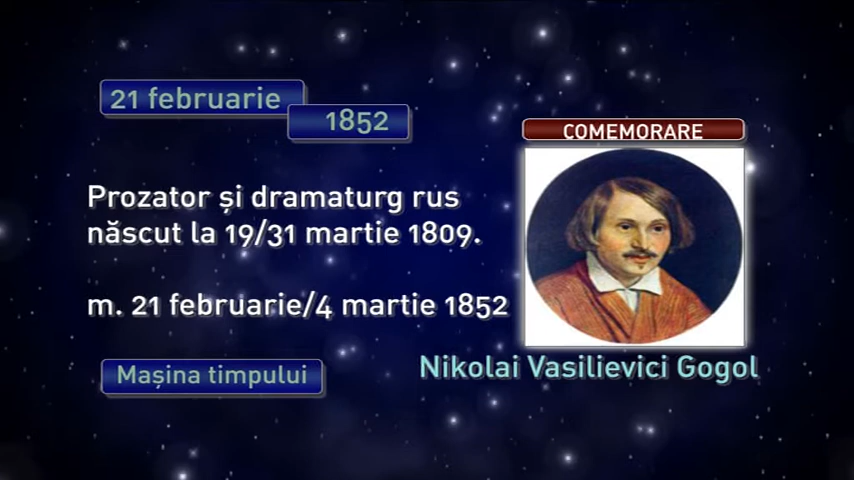 21 februarie
1852
COMEMORARE
Prozator și dramaturg rus
născut la 19/31 martie 1809.
m. 21 februarie/4 martie 1852
Nikolai Vasilievici Gogol
Mașina timpului